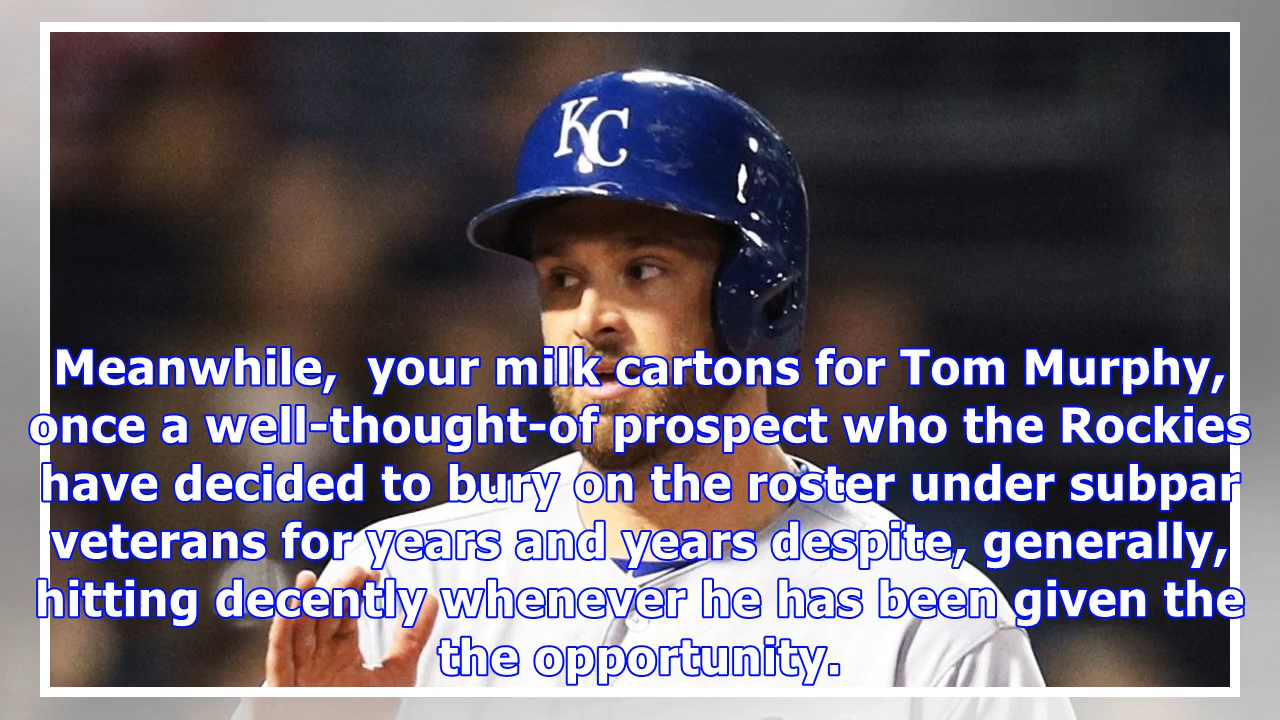 KC
Meanwhile,  your milk cartons for Tom Murphy,
once a well-thought-of prospect who the Rockies
have decided to bury on the roster under subpar
veterans for years and years despite, generally,
hitting decently whenever he has been given the
the opportunity.